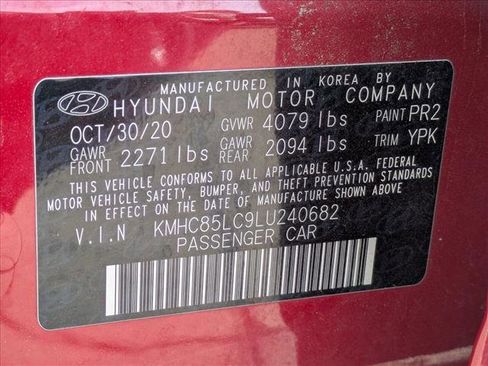 MANUFACTURED IN KOREA BY
HYUNDAI MOTOR COMPANY
OCT/30/20 GVWR 4079 lbs PAINT PR2
GAWR FRONT 2271 lbs GAWR REAR 2094 lbs TRIM YPK
THIS VEHICLE CONFORMS TO ALL APPLICABLE U.S.A. FEDERAL
MOTOR VEHICLE SAFETY, BUMPER, AND THEFT PREVENTION STANDARDS
IN EFFECT ON THE DATE OF MANUFACTURE SHOWN ABOVE.
V.I.N KMHC85LC9LU240682
PASSENGER CAR